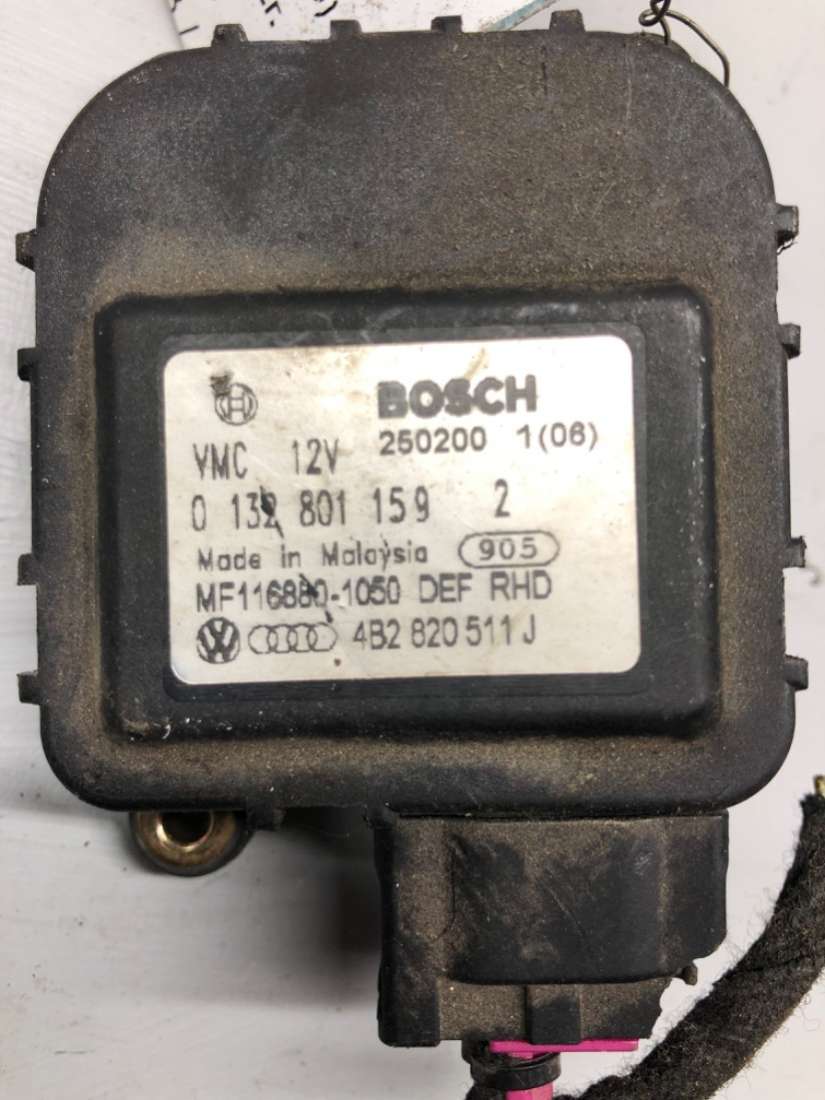 BOSCH
VMC 12V 250200 1(06)
0 132 801 159 2
Made in Malaysia 905
MF116880-1050 DEF RHD
VW 4B2 820 511 J